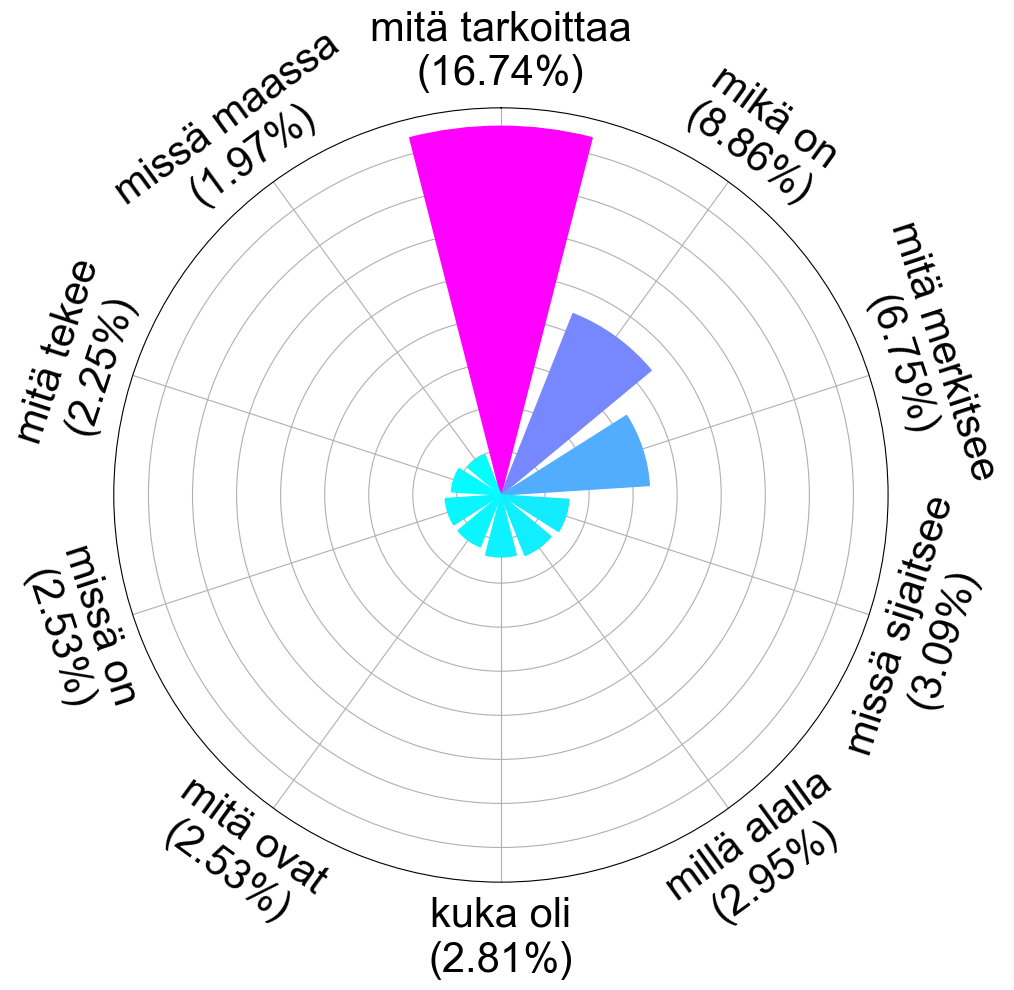 mitä tarkoittaa
(16.74%)
mikä on
(8.86%)
mitä merkitsee
(6.75%)
missä sijaitsee
(3.09%)
millä alalla
(2.95%)
kuka oli
(2.81%)
mitä ovat
(2.53%)
missä on
(2.53%)
mitä tekee
(2.25%)
missä maassa
(1.97%)